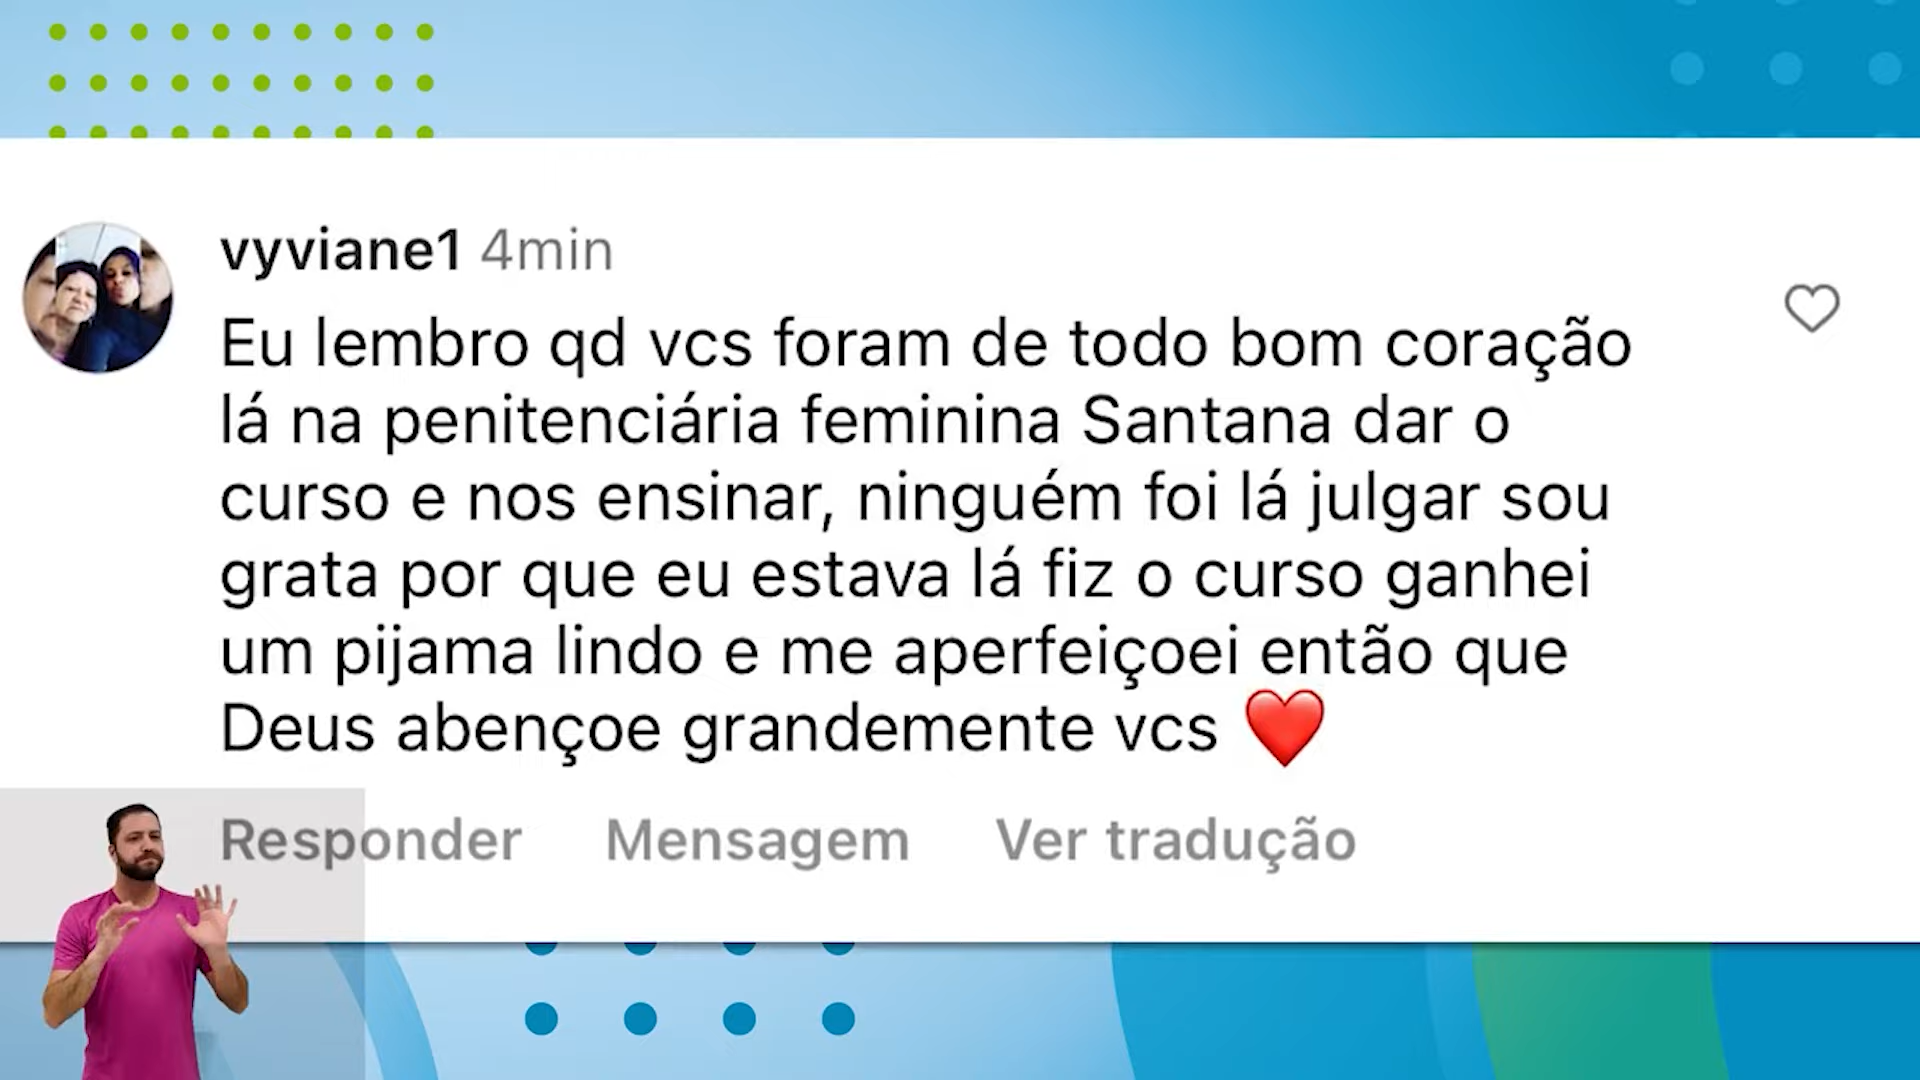 vyviane1 4min
Eu lembro qd vcs foram de todo bom coração
lá na penitenciária feminina Santana dar o
curso e nos ensinar, ninguém foi lá julgar sou
grata por que eu estava lá fiz o curso ganhei
um pijama lindo e me aperfeiçoei então que
Deus abençoe grandemente vcs ❤️
Responder Mensagem Ver tradução